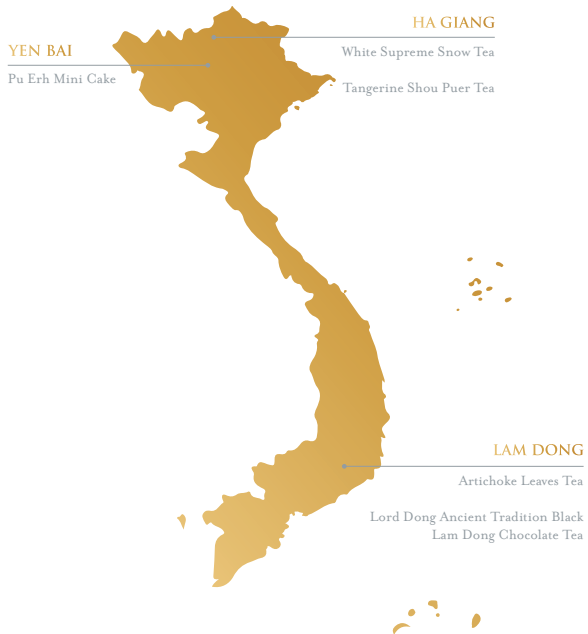 HA GIANG
White Supreme Snow Tea
Tangerine Shou Puer Tea
YEN BAI
Pu Erh Mini Cake
LAM DONG
Artichoke Leaves Tea
Lord Dong Ancient Tradition Black
Lam Dong Chocolate Tea